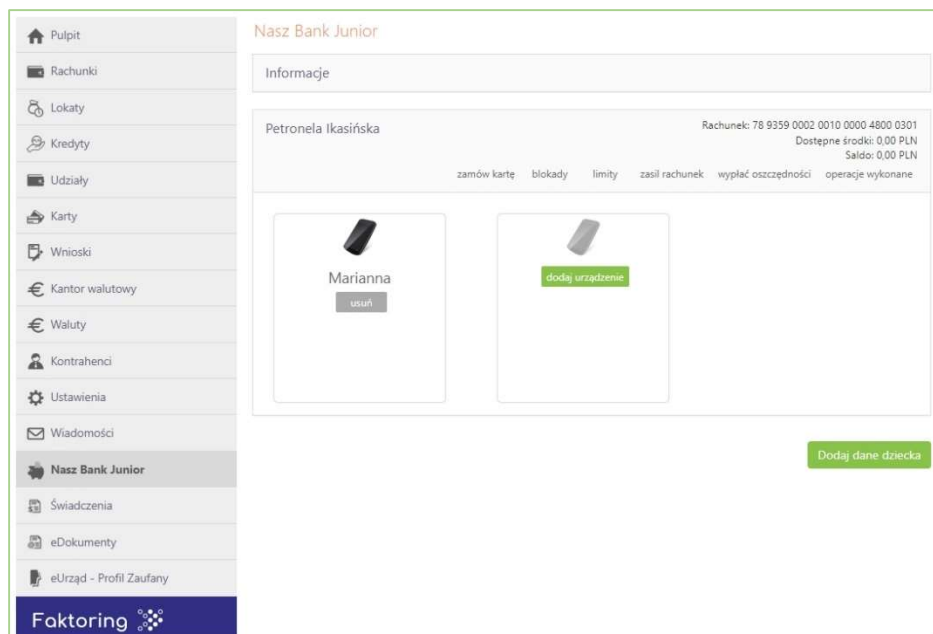 Pulpit
Rachunki
Lokaty
Kredyty
Udziały
Karty
Wnioski
Kantor walutowy
Waluty
Kontrahenci
Ustawienia
Wiadomości
Nasz Bank Junior
Świadczenia
eDokumenty
eUrząd - Profil Zaufany
Faktoring
Nasz Bank Junior
Informacje
Petronela Ikasińska
Rachunek: 78 9359 0002 0010 0000 4800 0301
Dostępne środki: 0,00 PLN
Saldo: 0,00 PLN
zamów kartę blokady limity zasil rachunek wypłać oszczędności operacje wykonane
Marianna
usuń
dodaj urządzenie
Dodaj dane dziecka